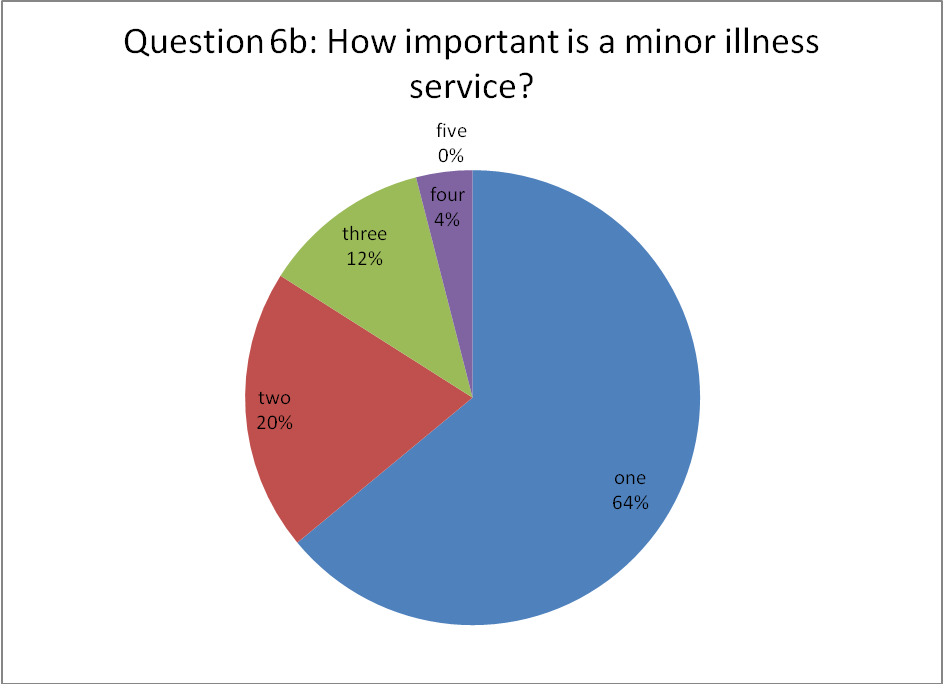 Question 6b: How important is a minor illness
service?
five
0%
four
4%
three
12%
two
20%
one
64%